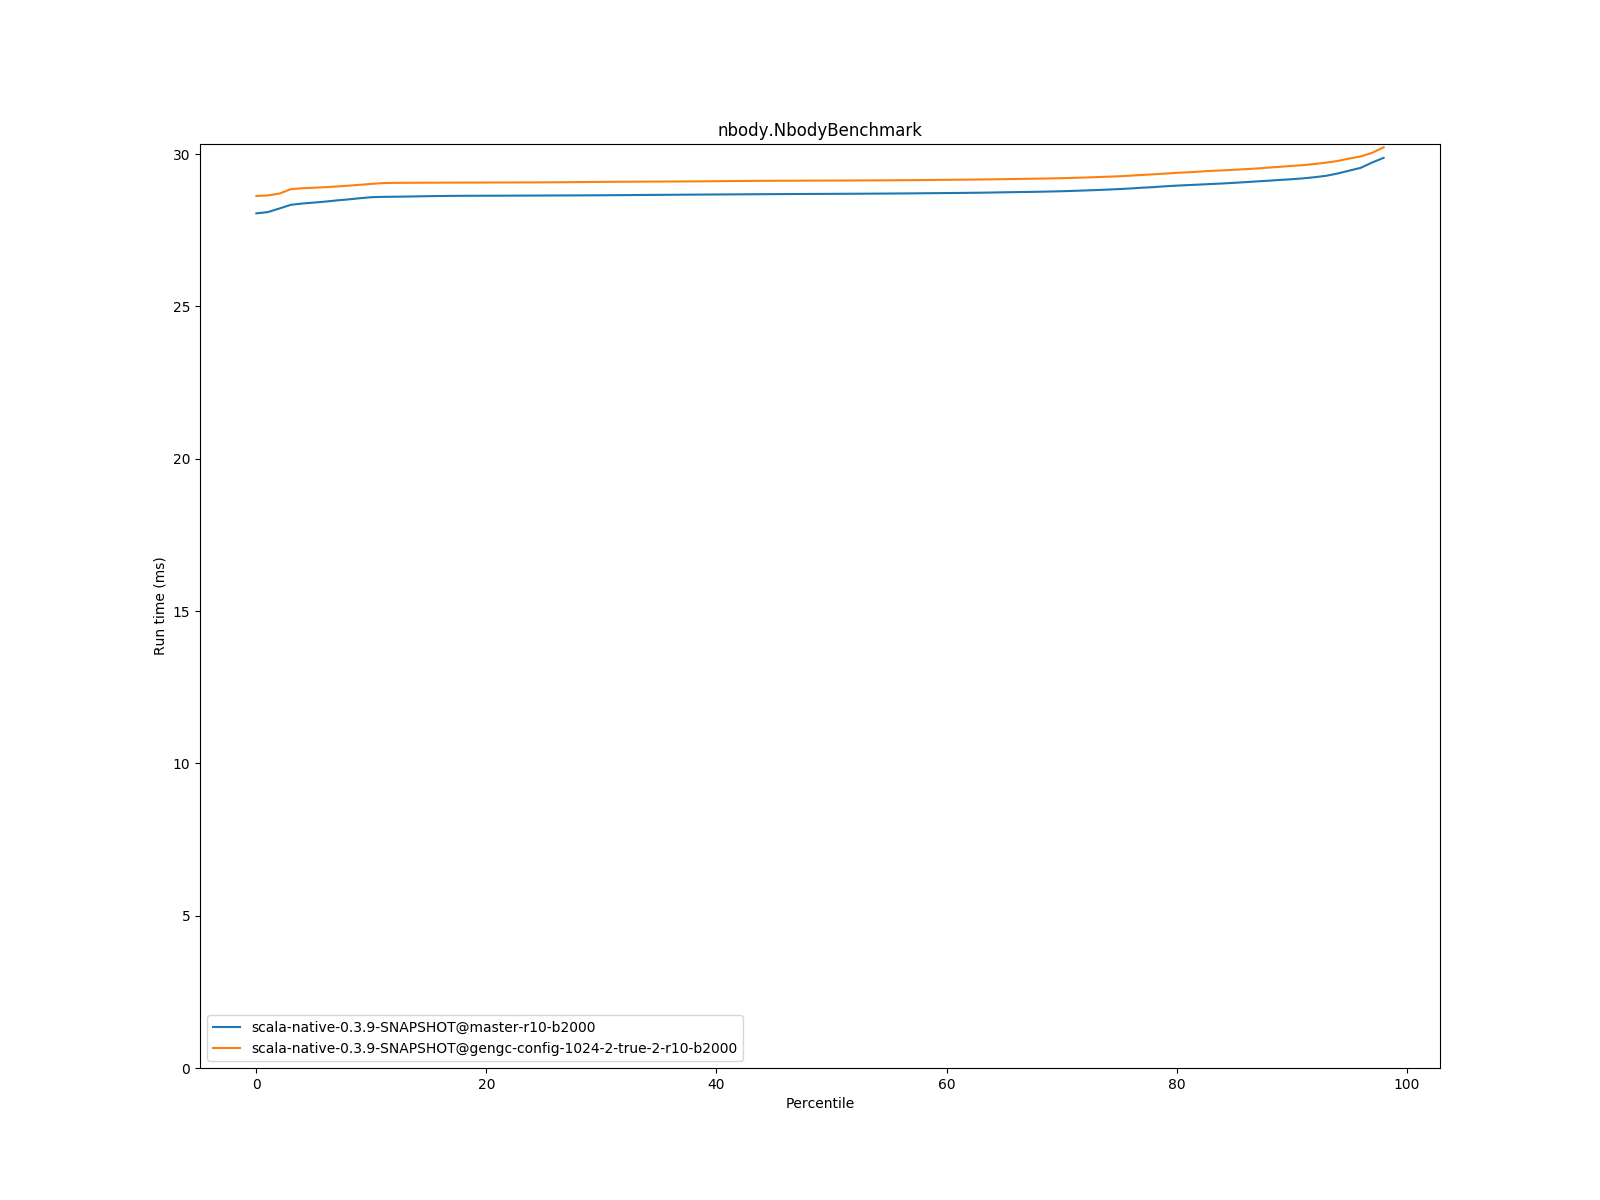 nbody.NbodyBenchmark
30
25
20
15
10
5
0
Run time (ms)
scala-native-0.3.9-SNAPSHOT@master-r10-b2000
scala-native-0.3.9-SNAPSHOT@gengc-config-1024-2-true-2-r10-b2000
0 20 40 60 80 100
Percentile